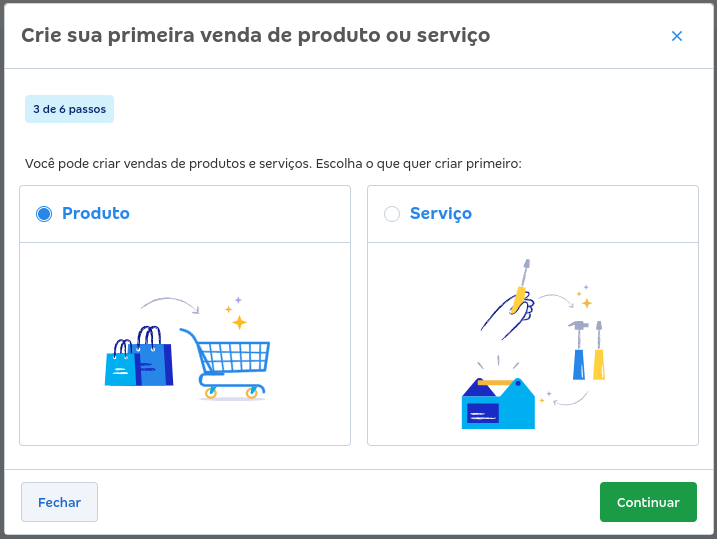 Crie sua primeira venda de produto ou serviço
3 de 6 passos
Você pode criar vendas de produtos e serviços. Escolha o que quer criar primeiro:
Produto
Serviço
Fechar
Continuar